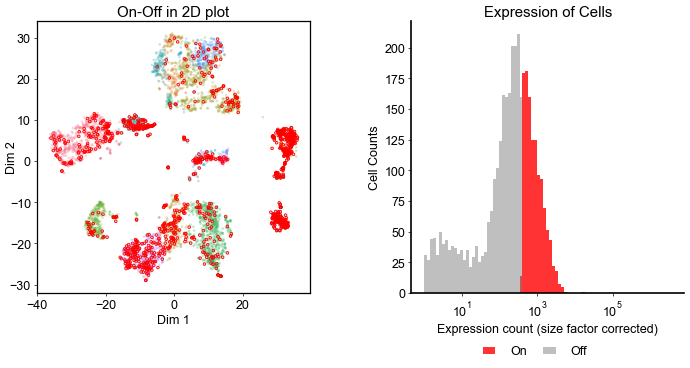 On-Off in 2D plot
30
20
10
0
−10
−20
−30
−40
−20
0
20
Dim 2
Dim 1
Expression of Cells
200
175
150
125
100
75
50
25
0
10^1
10^3
10^5
Cell Counts
Expression count (size factor corrected)
On
Off